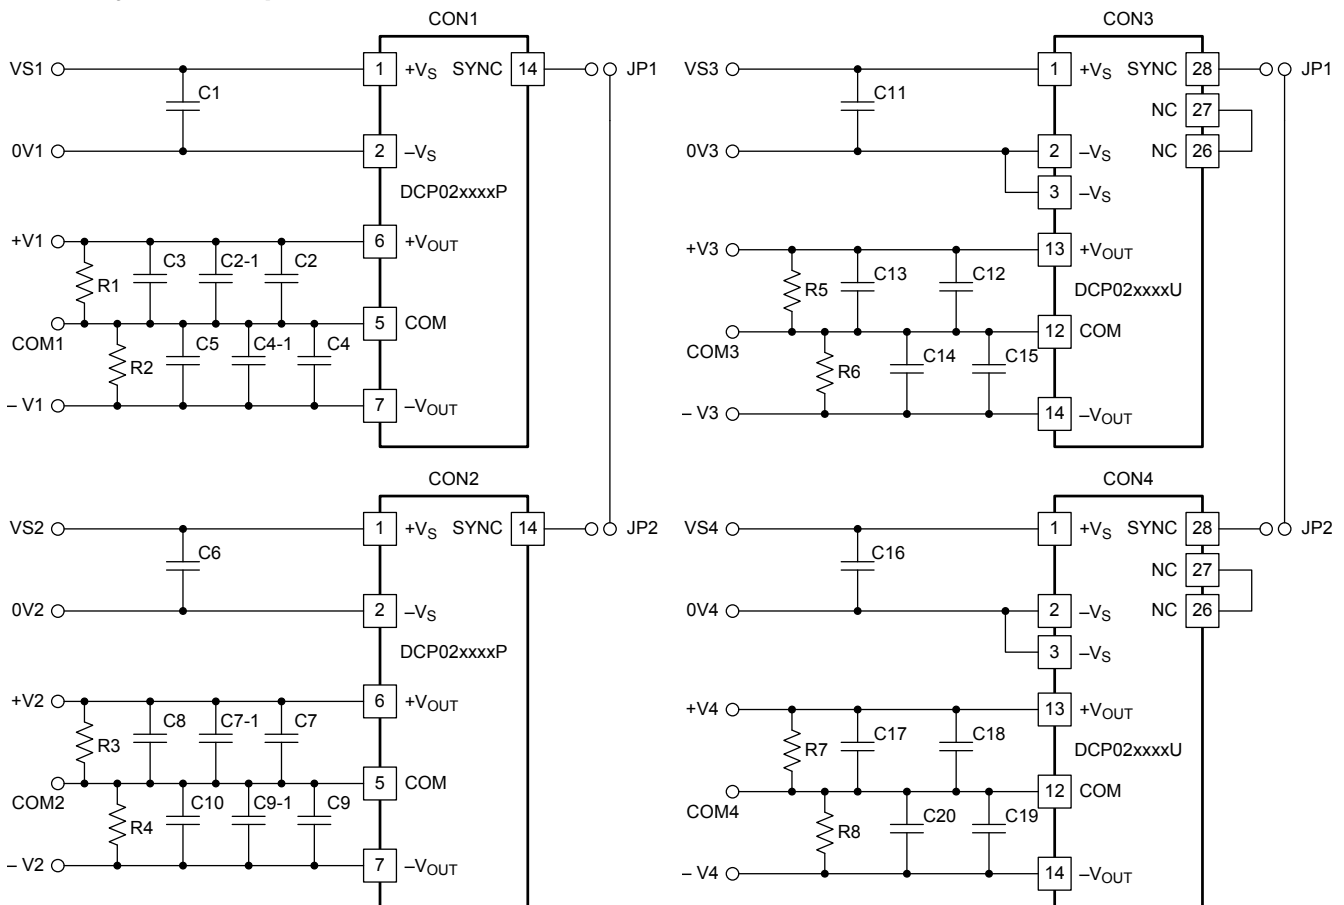 CON1
VS1
1
+VS
SYNC
14
JP1
C1
0V1
2
–VS
DCP02xxxxP
+V1
6
+VOUT
C3
C2-1
C2
R1
5
COM
COM1
C5
C4-1
C4
R2
– V1
7
–VOUT
CON2
VS2
1
+VS
SYNC
14
JP2
C6
0V2
2
–VS
DCP02xxxxP
+V2
6
+VOUT
C8
C7-1
C7
R3
5
COM
COM2
C10
C9-1
C9
R4
– V2
7
–VOUT
CON3
VS3
1
+VS
SYNC
28
JP1
C11
NC
27
0V3
2
–VS
NC
26
3
–VS
+V3
13
+VOUT
C13
C12
R5
DCP02xxxxU
12
COM
COM3
C14
C15
R6
– V3
14
–VOUT
CON4
VS4
1
+VS
SYNC
28
JP2
C16
NC
27
0V4
2
–VS
NC
26
3
–VS
+V4
13
+VOUT
C17
C18
R7
DCP02xxxxU
12
COM
COM4
C20
C19
R8
– V4
14
–VOUT